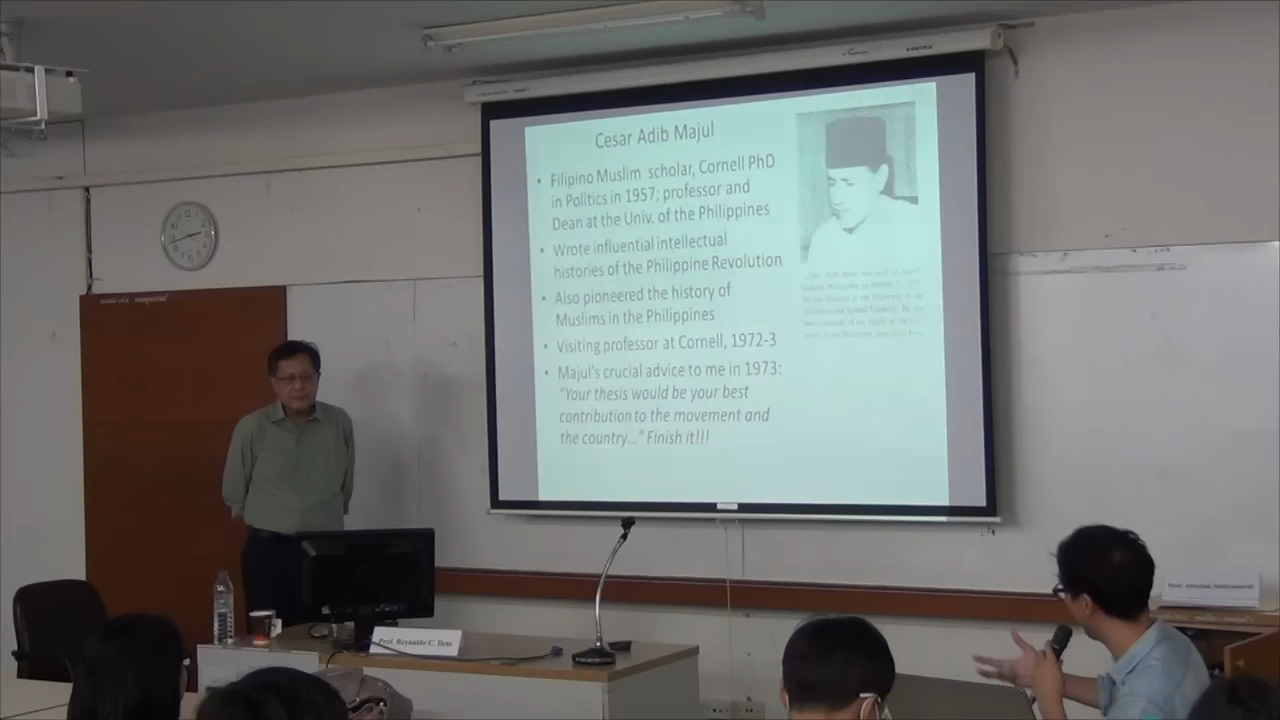 Cesar Adib Majul
• Filipino Muslim scholar, Cornell PhD
in Politics in 1957; professor and
Dean at the Univ. of the Philippines
• Wrote influential intellectual
histories of the Philippine Revolution
• Also pioneered the history of
Muslims in the Philippines
• Visiting professor at Cornell, 1972-3
• Majul's crucial advice to me in 1973:
"Your thesis would be your best
contribution to the movement and
the country…" Finish it!!!
Prof. Reynaldo C. Ileto
Prof.